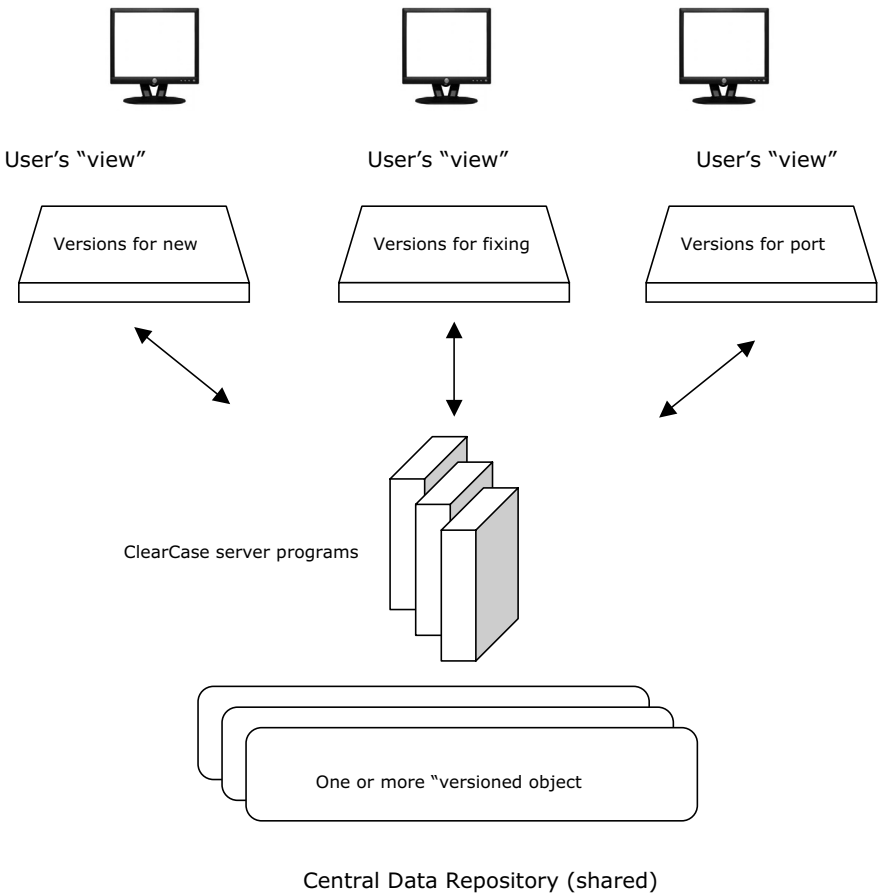 User's “view”
User's “view”
User's “view”
Versions for new
Versions for fixing
Versions for port
ClearCase server programs
One or more “versioned object
Central Data Repository (shared)